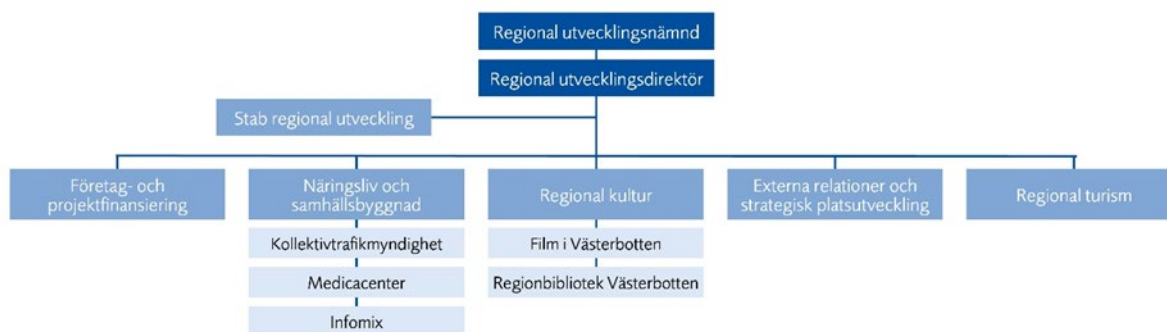 Regional utvecklingsnämnd
Regional utvecklingsdirektör
Stab regional utveckling
Företag- och
projektfinansiering
Näringsliv och
samhällsbyggnad
Kollektivtrafikmyndighet
Medicacenter
Infomix
Regional kultur
Film i Västerbotten
Regionbibliotek Västerbotten
Externa relationer och
strategisk platsutveckling
Regional turism